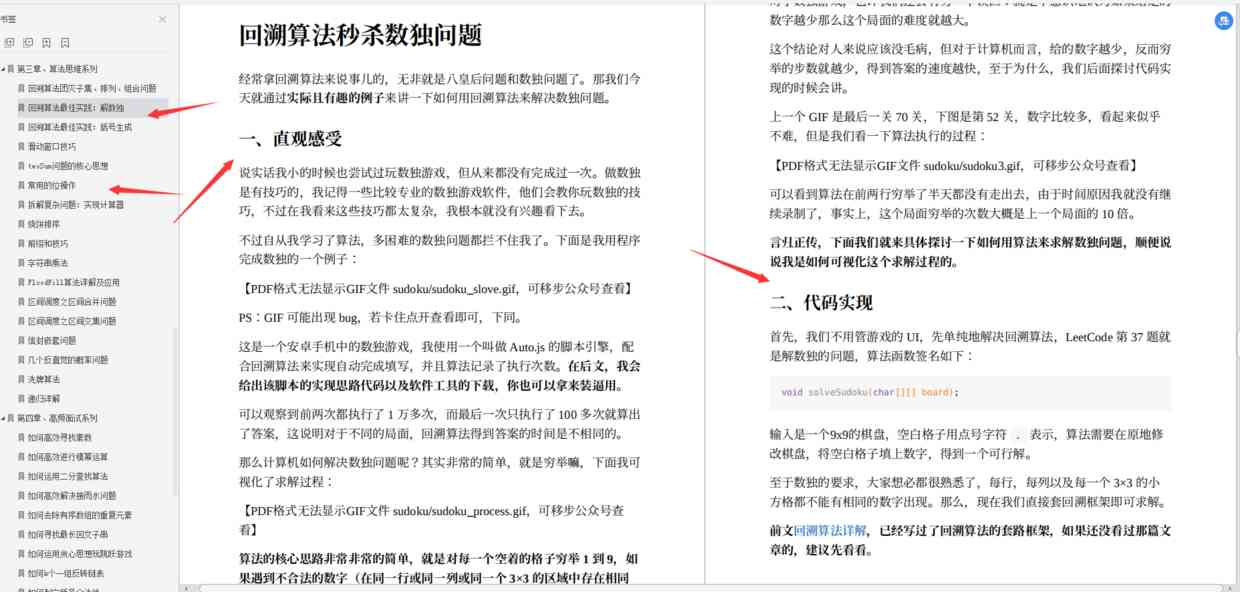 书签
第三章、算法思维系列
回溯算法团灭子集、排列、组合问题
回溯算法最佳实践：解数独
回溯算法最佳实践：括号生成
滑动窗口技巧
twoSum问题的核心思想
常用的位操作
拆解复杂问题：实现计算器
烧饼排序
前缀和技巧
字符串乘法
FloodFill算法详解及应用
区间调度之区间合并问题
区间调度之区间交集问题
信封嵌套问题
几个反直觉的概率问题
洗牌算法
递归详解
第四章、高频面试系列
如何高效寻找素数
如何高效进行模幂运算
如何运用二分查找算法
如何高效解决接雨水问题
如何去除有序数组的重复元素
如何寻找最长回文子串
如何运用贪心思想玩跳跃游戏
如何k个一组反转链表
回溯算法秒杀数独问题
经常拿回溯算法来说事儿的，无非就是八皇后问题和数独问题了。那我们今
天就通过实际且有趣的例子来讲一下如何用回溯算法来解决数独问题。
一、直观感受
说实话我小的时候也尝试过玩数独游戏，但从来都没有完成过一次。做数独
是有技巧的，我记得一些比较专业的数独游戏软件，他们会教你玩数独的技
巧，不过在我看来这些技巧都太复杂，我根本就没有兴趣看下去。
不过自从我学习了算法，多困难的数独问题都拦不住我了。下面是我用程序
完成数独的一个例子：
【PDF格式无法显示GIF文件 sudoku/sudoku_slove.gif，可移步公众号查看】
PS：GIF 可能出现 bug，若卡住点开查看即可，下同。
这是一个安卓手机中的数独游戏，我使用一个叫做 Auto.js 的脚本引擎，配
合回溯算法来实现自动完成填写，并且算法记录了执行次数。在后文，我会
给出该脚本的实现思路代码以及软件工具的下载，你也可以拿来装逼用。
可以观察到前两次都执行了 1 万多次，而最后一次只执行了 100 多次就算出
了答案，这说明对于不同的局面，回溯算法得到答案的时间是不相同的。
那么计算机如何解决数独问题呢？其实非常的简单，就是穷举嘛，下面我可
视化了求解过程：
【PDF格式无法显示GIF文件 sudoku/sudoku_process.gif，可移步公众号查
看】
算法的核心思路非常非常的简单，就是对每一个空着的格子穷举 1 到 9，如
果遇到不合法的数字（在同一行或同一列或同一个 3×3 的区域中存在相同
数字越少那么这个局面的难度就越大。
这个结论对人来说应该没毛病，但对于计算机而言，给的数字越少，反而穷
举的步数就越少，得到答案的速度越快，至于为什么，我们后面探讨代码实
现的时候会讲。
上一个 GIF 是最后一关 70 关，下图是第 52 关，数字比较多，看起来似乎
不难，但是我们看一下算法执行的过程：
【PDF格式无法显示GIF文件 sudoku/sudoku3.gif，可移步公众号查看】
可以看到算法在前两行穷举了半天都没有走出去，由于时间原因我就没有继
续录制了，事实上，这个局面穷举的次数大概是上一个局面的 10 倍。
言归正传，下面我们就来具体探讨一下如何用算法来求解数独问题，顺便说
说我是如何可视化这个求解过程的。
二、代码实现
首先，我们不用管游戏的 UI，先单纯地解决回溯算法，LeetCode 第 37 题就
是解数独的问题，算法函数签名如下：
void solveSudoku(char[][] board);
输入是一个9x9的棋盘，空白格子用点号字符 . 表示，算法需要在原地修
改棋盘，将空白格子填上数字，得到一个可行解。
至于数独的要求，大家想必都很熟悉了，每行，每列以及每一个 3×3 的小
方格都不能有相同的数字出现。那么，现在我们直接套回溯框架即可求解。
前文回溯算法详解，已经写过了回溯算法的套路框架，如果还没看过那篇文
章的，建议先看看。